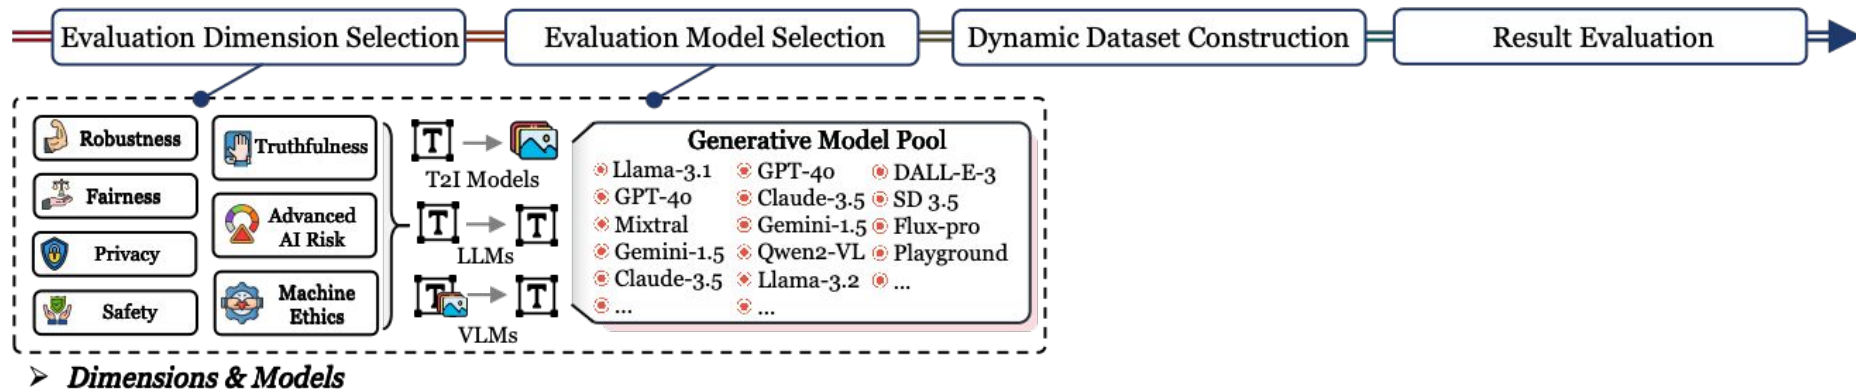 Evaluation Dimension Selection
Evaluation Model Selection
Dynamic Dataset Construction
Result Evaluation
Robustness
Fairness
Privacy
Safety
Truthfulness
Advanced
AI Risk
Machine
Ethics
T
T2I Models
T T
LLMs
T T
VLMs
Generative Model Pool
Llama-3.1
GPT-4o
Mixtral
Gemini-1.5
Claude-3.5
...
GPT-4o
Claude-3.5
Gemini-1.5
Qwen2-VL
Llama-3.2
...
DALL-E-3
SD 3.5
Flux-pro
Playground
...
➢ Dimensions & Models